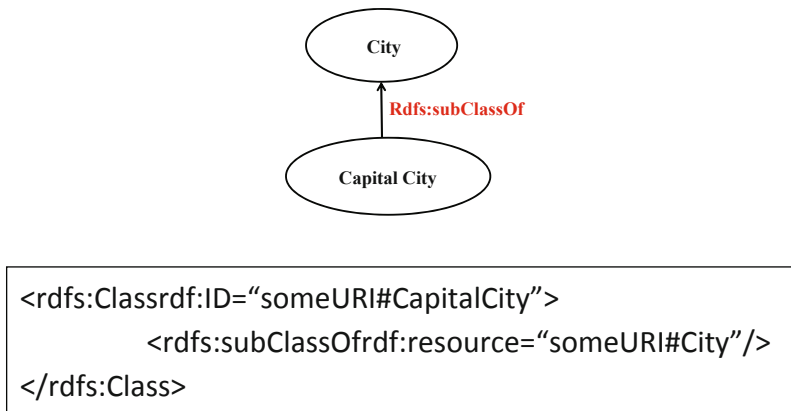 City
Rdfs:subClassOf
Capital City
<rdfs:Classrdf:ID=“someURI#CapitalCity”>
<rdfs:subClassOfrdf:resource=“someURI#City”/>
</rdfs:Class>